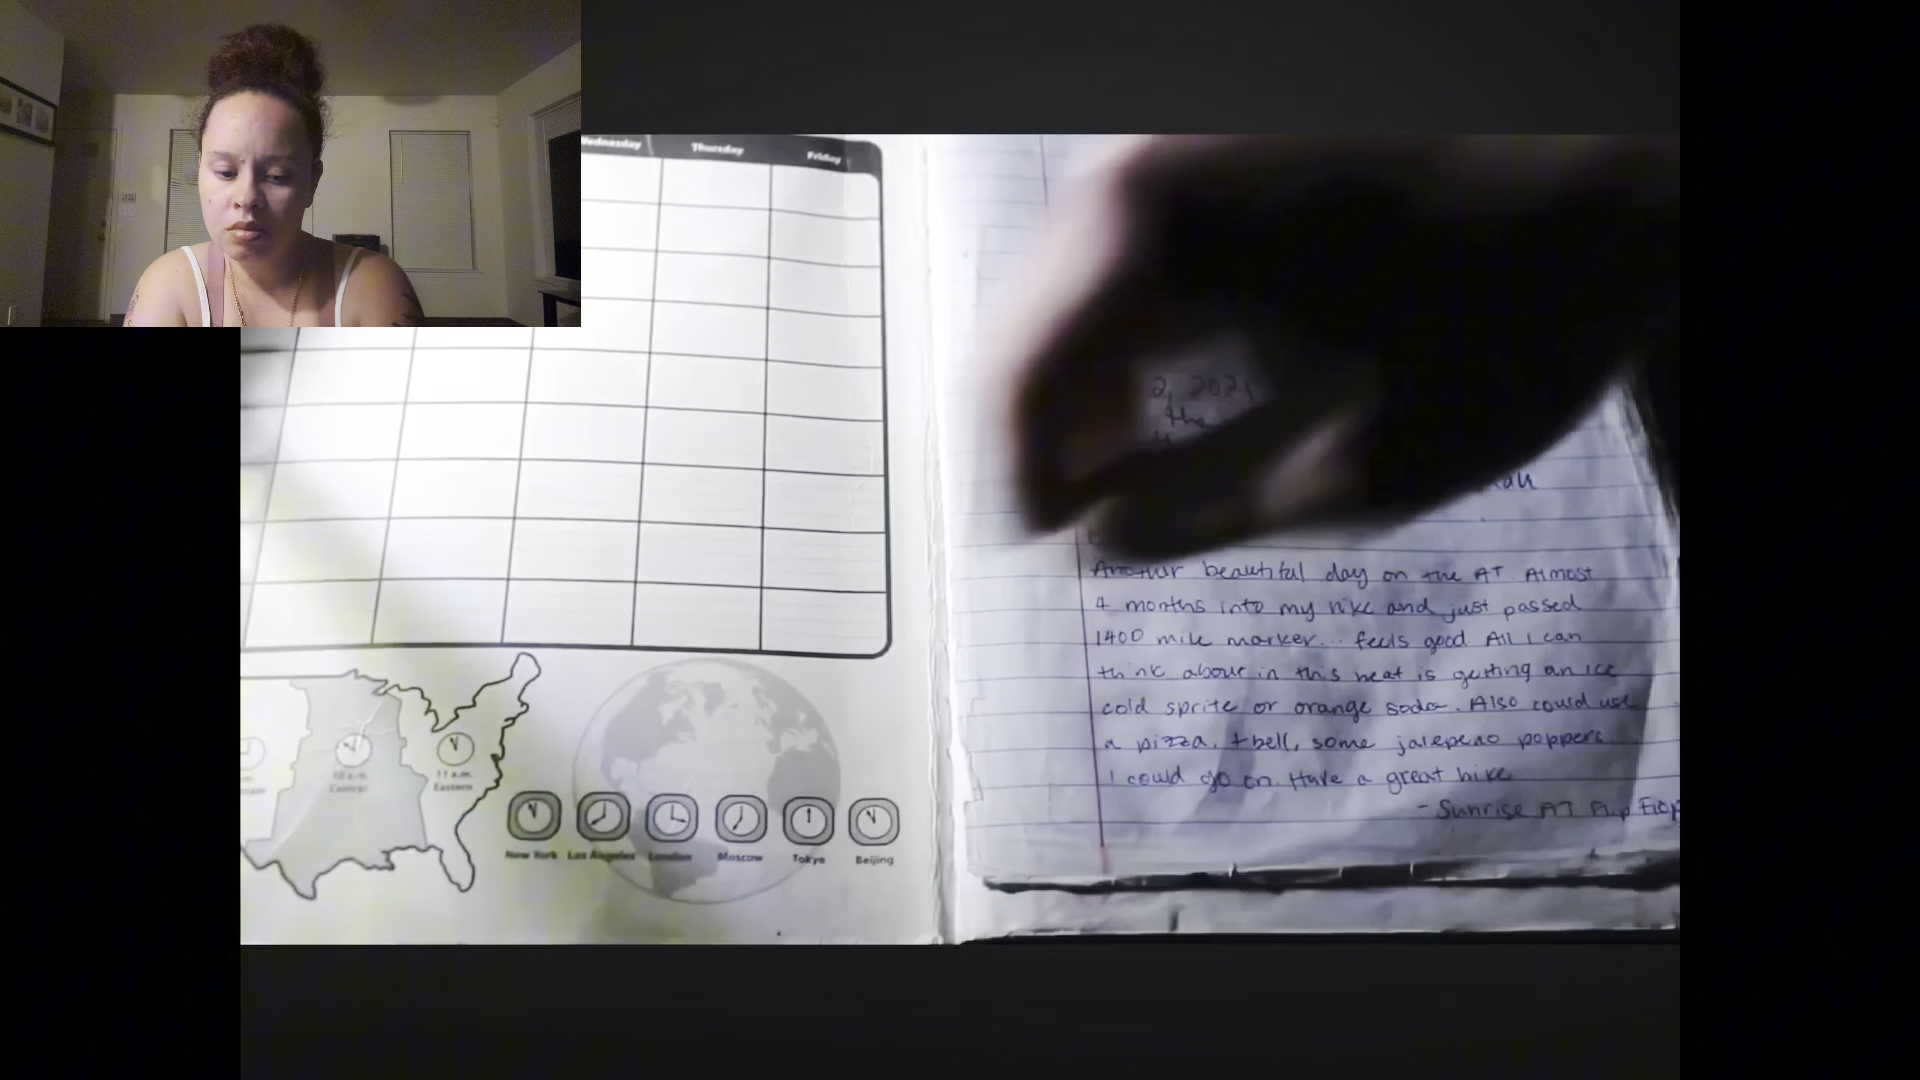 Wednesday Thursday Friday
2, 2021
the
Another beautiful day on the AT. Almost
4 months into my hike and just passed
1400 mile marker... feels good. All I can
think about in this heat is getting an ice
cold sprite or orange soda. Also could use
a pizza, tbell, some jalepeno poppers
I could go on. Have a great hike
- Sunrise AT Flip Flop
10 a.m.
Central
11 a.m.
Eastern
New York Los Angeles London Moscow Tokyo Beijing